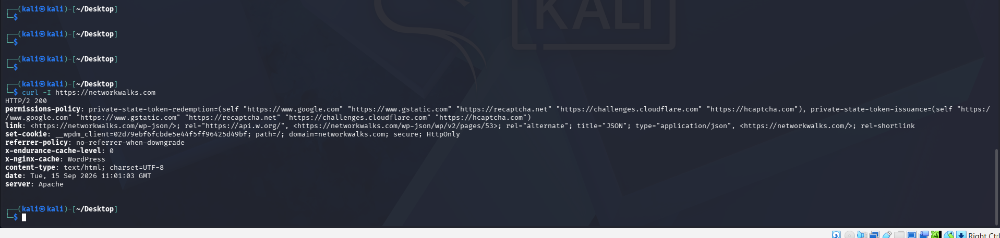 ┌──(kali㉿kali)-[~/Desktop]
└─$
┌──(kali㉿kali)-[~/Desktop]
└─$
┌──(kali㉿kali)-[~/Desktop]
└─$
┌──(kali㉿kali)-[~/Desktop]
└─$ curl -I https://networkwalks.com
HTTP/2 200
permissions-policy: private-state-token-redemption=(self "https://www.google.com" "https://www.gstatic.com" "https://recaptcha.net" "https://challenges.cloudflare.com" "https://hcaptcha.com"), private-state-token-issuance=(self "https:/
/www.google.com" "https://www.gstatic.com" "https://recaptcha.net" "https://challenges.cloudflare.com" "https://hcaptcha.com")
link: <https://networkwalks.com/wp-json/>; rel="https://api.w.org/", <https://networkwalks.com/wp-json/wp/v2/pages/53>; rel="alternate"; title="JSON"; type="application/json", <https://networkwalks.com/>; rel=shortlink
set-cookie: __wpdm_client=02d79ebf6fcbde5e44f5ff96425d49bf; path=/; domain=networkwalks.com; secure; HttpOnly
referrer-policy: no-referrer-when-downgrade
x-endurance-cache-level: 0
x-nginx-cache: WordPress
content-type: text/html; charset=UTF-8
date: Tue, 15 Sep 2026 11:01:03 GMT
server: Apache
┌──(kali㉿kali)-[~/Desktop]
└─$
KALI
Right Ctrl